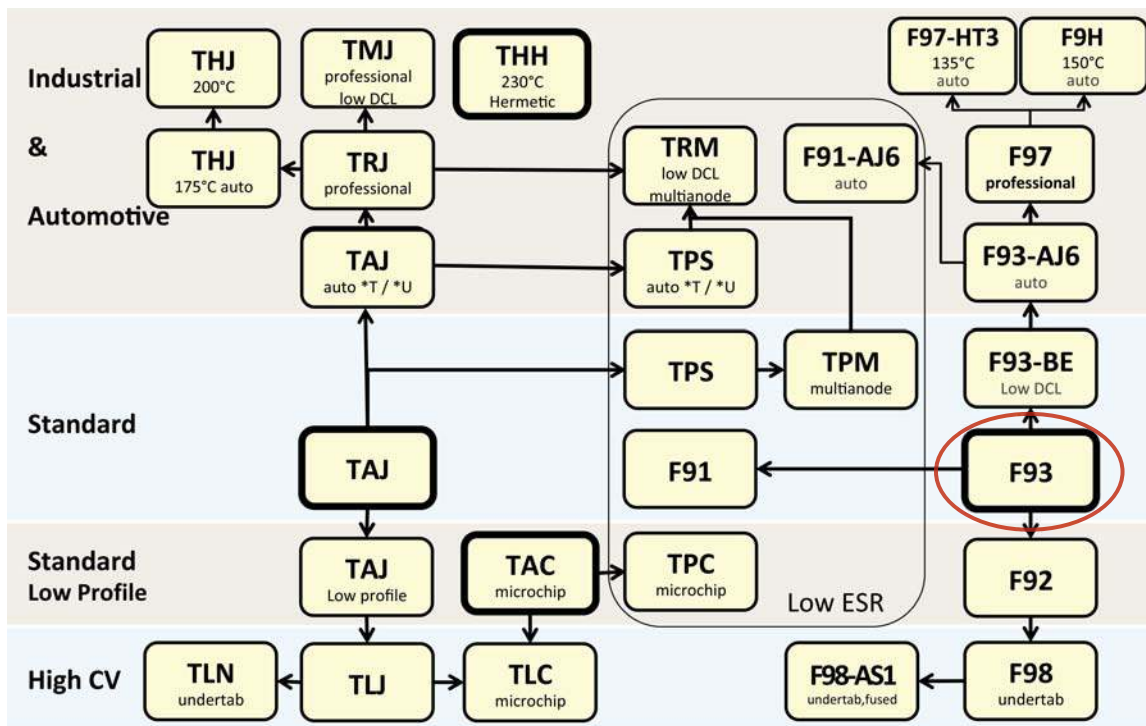 Industrial
&
Automotive
THJ
200°C
TMJ
professional
low DCL
THH
230°C
Hermetic
F97-HT3
135°C
auto
F9H
150°C
auto
THJ
175°C auto
TRJ
professional
TRM
low DCL
multianode
F91-AJ6
auto
F97
professional
TAJ
auto *T / *U
TPS
auto *T / *U
F93-AJ6
auto
Standard
TPS
TPM
multianode
F93-BE
Low DCL
TAJ
F91
F93
Standard
Low Profile
TAJ
Low profile
TAC
microchip
TPC
microchip
Low ESR
F92
High CV
TLN
undertab
TLJ
TLC
microchip
F98-AS1
undertab,fused
F98
undertab